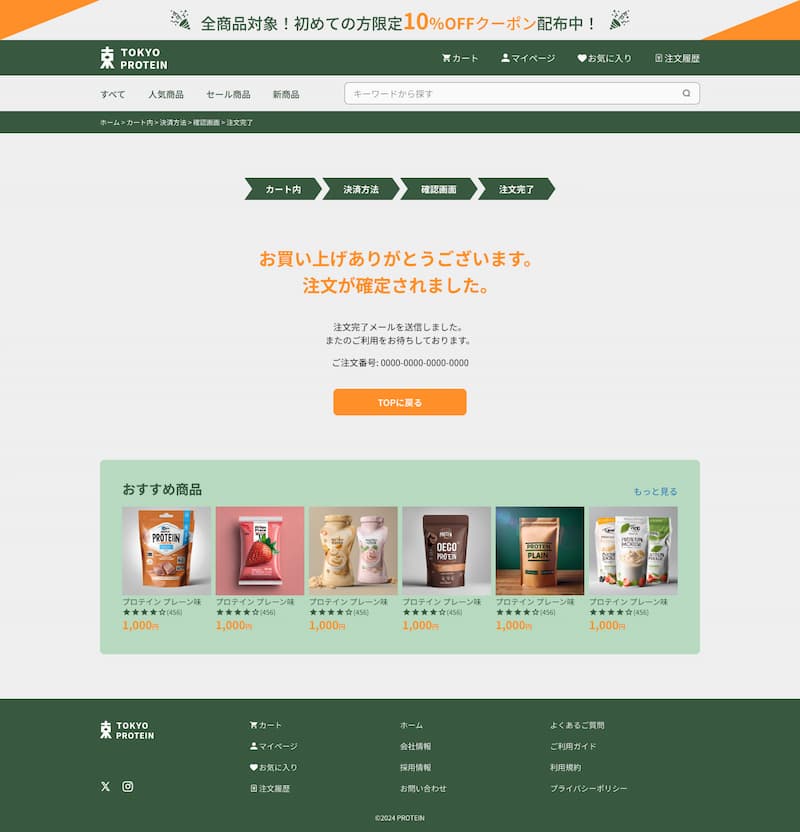 全商品対象！初めての方限定10%OFFクーポン配布中！
TOKYO
PROTEIN
カート
マイページ
お気に入り
注文履歴
すべて
人気商品
セール商品
新商品
キーワードから探す
ホーム > カート内 > 決済方法 > 確認画面 > 注文完了
カート内
決済方法
確認画面
注文完了
お買い上げありがとうございます。
注文が確定されました。
注文完了メールを送信しました。
またのご利用をお待ちしております。
ご注文番号: 0000-0000-0000-0000
TOPに戻る
おすすめ商品
もっと見る
PROTEIN
OEGO
PROTEIN
PROTEIN
PLAIN
プロテイン プレーン味
★★★★☆(456)
1,000円
プロテイン プレーン味
★★★★☆(456)
1,000円
プロテイン プレーン味
★★★★☆(456)
1,000円
プロテイン プレーン味
★★★★☆(456)
1,000円
プロテイン プレーン味
★★★★☆(456)
1,000円
プロテイン プレーン味
★★★★☆(456)
1,000円
TOKYO
PROTEIN
カート
マイページ
お気に入り
注文履歴
ホーム
会社情報
採用情報
お問い合わせ
よくあるご質問
ご利用ガイド
利用規約
プライバシーポリシー
©2024 PROTEIN